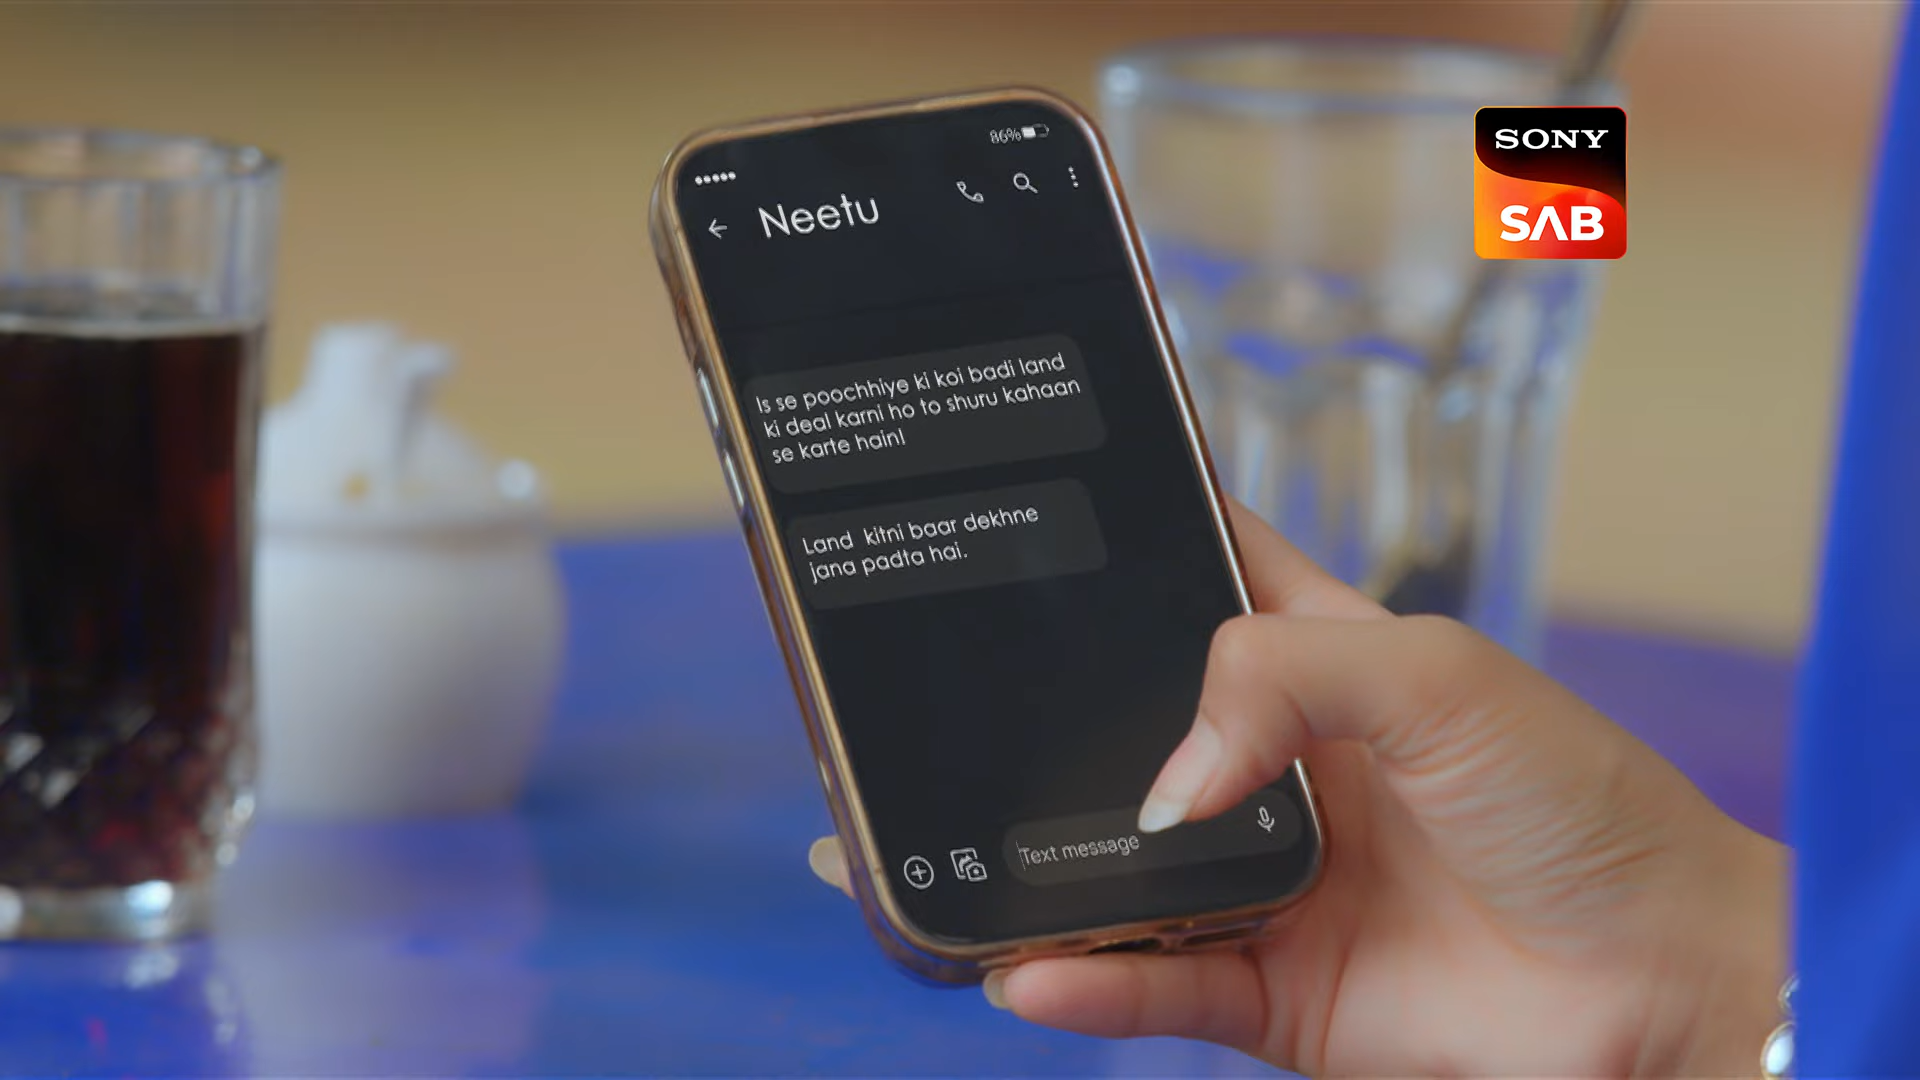 86%
Neetu
Is se poochhiye ki koi badi land
ki deal karni ho to shuru kahaan
se karte hain!
Land kitni baar dekhne
jana padta hai.
Text message
SONY
SAB